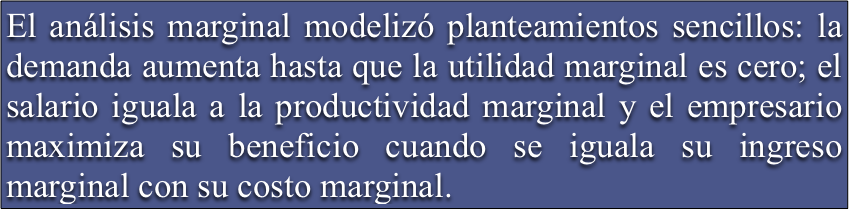 El análisis marginal modelizó planteamientos sencillos: la
demanda aumenta hasta que la utilidad marginal es cero; el
salario iguala a la productividad marginal y el empresario
maximiza su beneficio cuando se iguala su ingreso
marginal con su costo marginal.